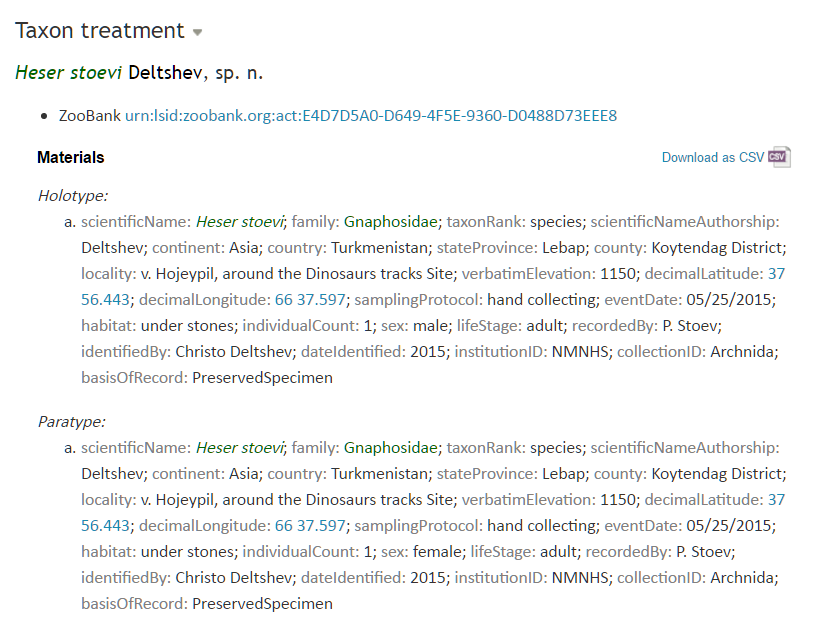 Taxon treatment
Heser stoevi Deltshev, sp. n.
• ZooBank urn:lsid:zoobank.org:act:E4D7D5A0-D649-4F5E-9360-D0488D73EEE8
Materials
Download as CSV CSV
Holotype:
a. scientificName: Heser stoevi; family: Gnaphosidae; taxonRank: species; scientificNameAuthorship:
Deltshev; continent: Asia; country: Turkmenistan; stateProvince: Lebap; county: Koytendag District;
locality: v. Hojeypil, around the Dinosaurs tracks Site; verbatimElevation: 1150; decimalLatitude: 37
56.443; decimalLongitude: 66 37.597; samplingProtocol: hand collecting; eventDate: 05/25/2015;
habitat: under stones; individualCount: 1; sex: male; lifeStage: adult; recordedBy: P. Stoev;
identifiedBy: Christo Deltshev; dateIdentified: 2015; institutionID: NMNHS; collectionID: Archnida;
basisOfRecord: PreservedSpecimen
Paratype:
a. scientificName: Heser stoevi; family: Gnaphosidae; taxonRank: species; scientificNameAuthorship:
Deltshev; continent: Asia; country: Turkmenistan; stateProvince: Lebap; county: Koytendag District;
locality: v. Hojeypil, around the Dinosaurs tracks Site; verbatimElevation: 1150; decimalLatitude: 37
56.443; decimalLongitude: 66 37.597; samplingProtocol: hand collecting; eventDate: 05/25/2015;
habitat: under stones; individualCount: 1; sex: female; lifeStage: adult; recordedBy: P. Stoev;
identifiedBy: Christo Deltshev; dateIdentified: 2015; institutionID: NMNHS; collectionID: Archnida;
basisOfRecord: PreservedSpecimen